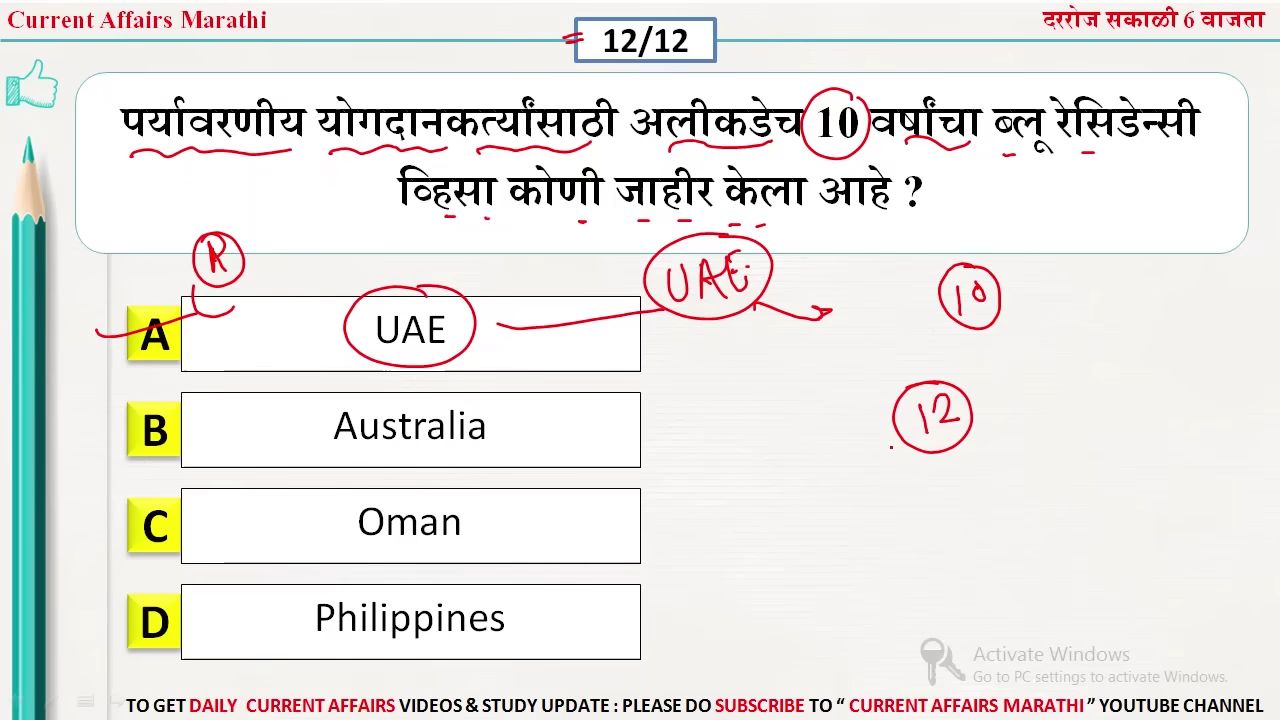 Current Affairs Marathi
दररोज सकाळी 6 वाजता
12/12
पर्यावरणीय योगदानकर्त्यांसाठी अलीकडेच 10 वर्षांचा ब्लू रेसिडेन्सी
व्हिसा कोणी जाहीर केला आहे ?
R
UAE
10
A UAE
12
B Australia
C Oman
D Philippines
Activate Windows
Go to PC settings to activate Windows.
TO GET DAILY CURRENT AFFAIRS VIDEOS & STUDY UPDATE : PLEASE DO SUBSCRIBE TO “ CURRENT AFFAIRS MARATHI ” YOUTUBE CHANNEL